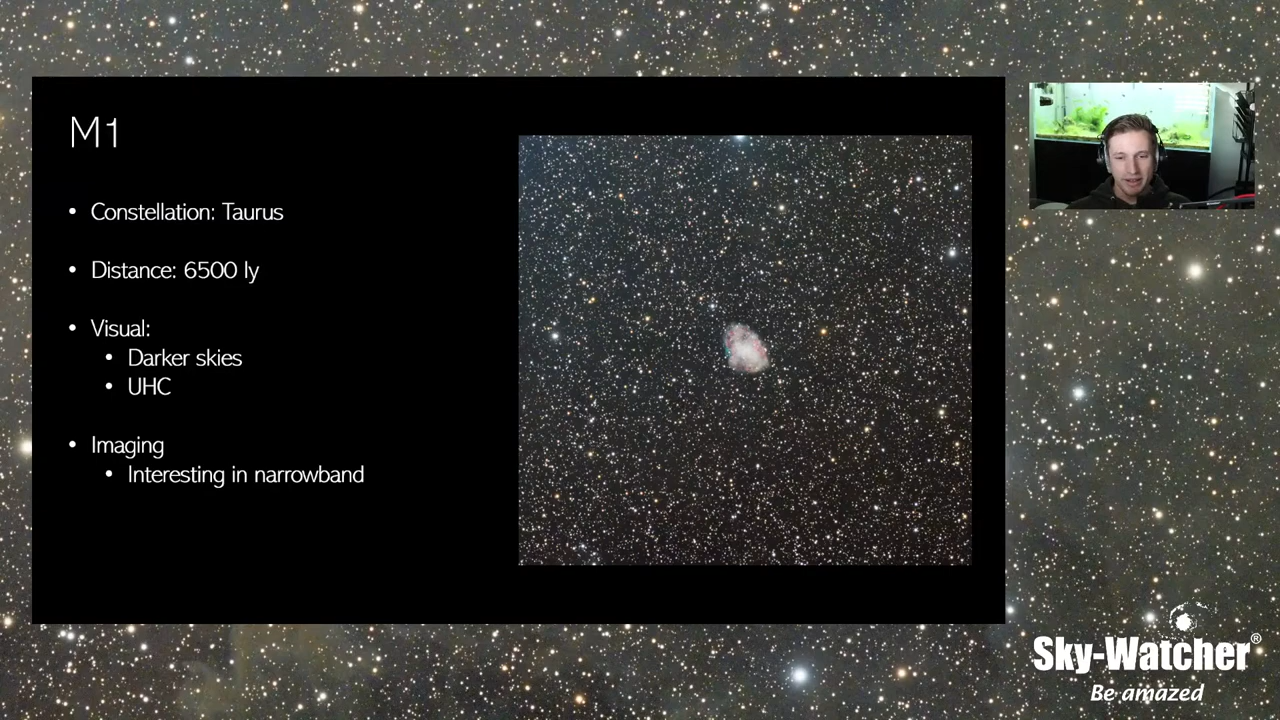 M1
• Constellation: Taurus
• Distance: 6500 ly
• Visual:
• Darker skies
• UHC
• Imaging
• Interesting in narrowband
Sky-Watcher®
Be amazed